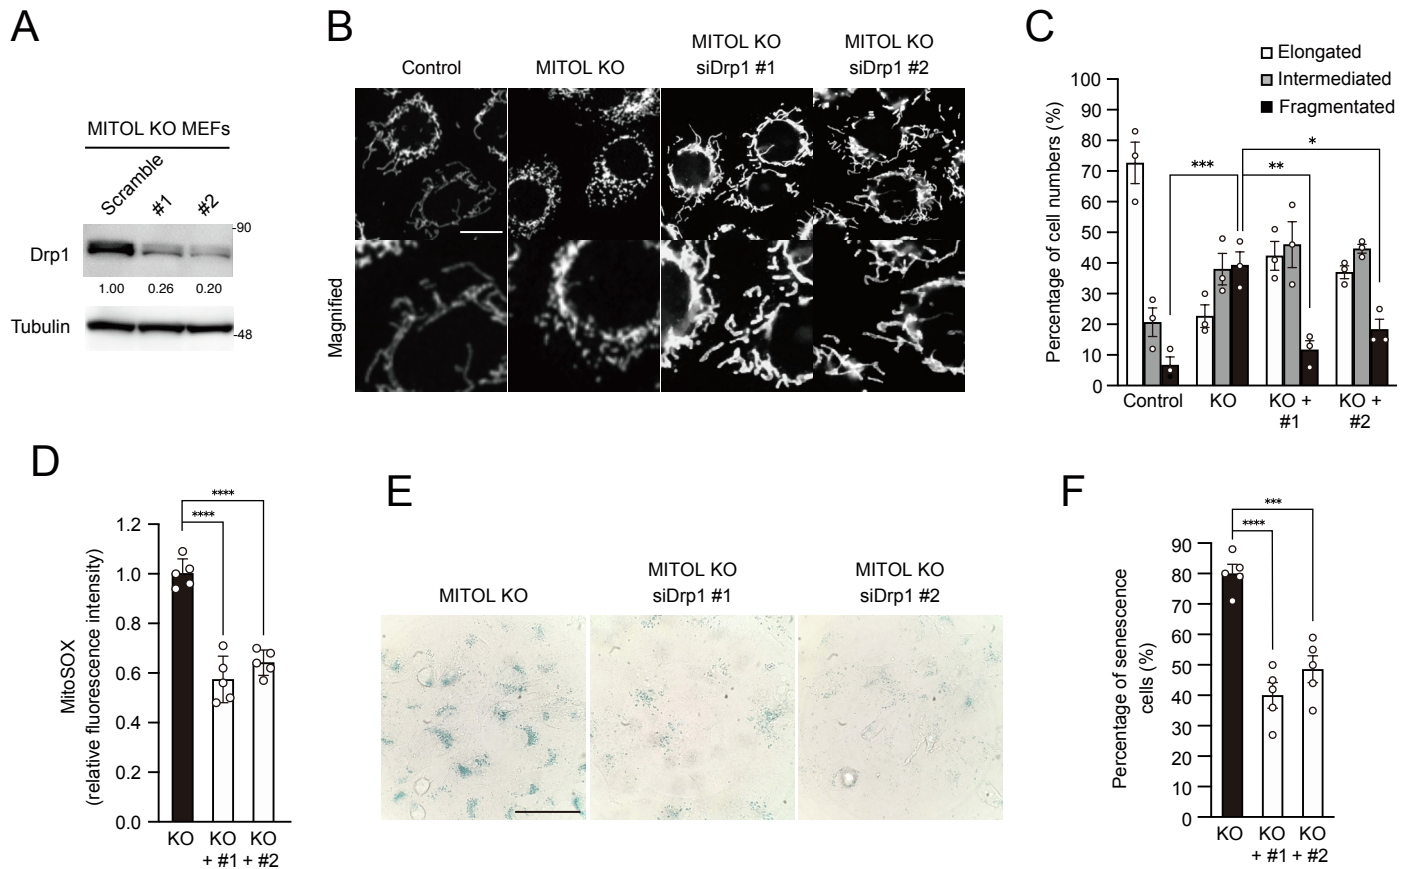 A
MITOL KO MEFs
Scramble
#1
#2
-90
Drp1
1.00 0.26 0.20
Tubulin
-48
B
Control
MITOL KO
MITOL KO
siDrp1 #1
MITOL KO
siDrp1 #2
Magnified
C
Elongated
Intermediated
Fragmentated
Percentage of cell numbers (%)
100
90
80
70
60
50
40
30
20
10
0
***
**
*
Control
KO
KO +
#1
KO +
#2
D
MitoSOX
(relative fluorescence intensity)
1.2
1.0
0.8
0.6
0.4
0.2
0.0
****
****
KO
KO
+ #1
KO
+ #2
E
MITOL KO
MITOL KO
siDrp1 #1
MITOL KO
siDrp1 #2
F
Percentage of senescence
cells (%)
90
80
70
60
50
40
30
20
10
0
***
****
KO
KO
+ #1
KO
+ #2